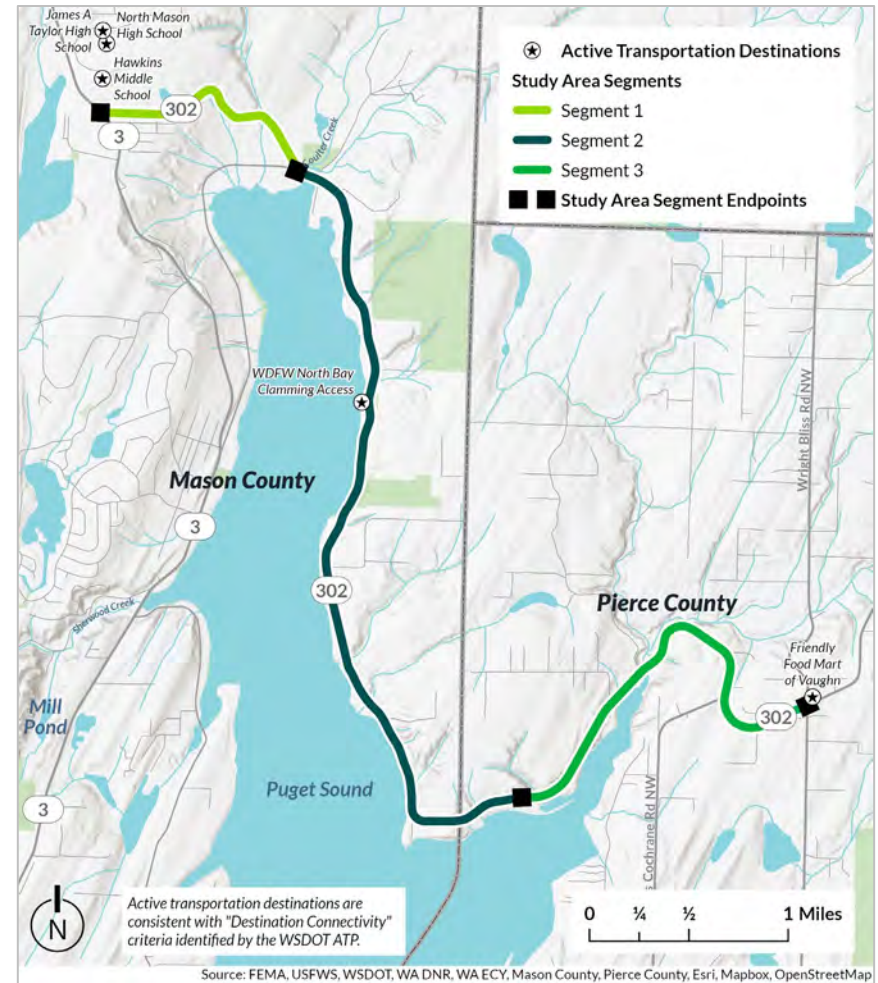 James A
Taylor High
School
North Mason
High School
Hawkins
Middle
School
302
3
Coulter Creek
Active Transportation Destinations
Study Area Segments
Segment 1
Segment 2
Segment 3
Study Area Segment Endpoints
WDFW North Bay
Clamming Access
Wright Bliss Rd NW
Mason County
3
Sherwood Creek
302
Pierce County
Friendly
Food Mart
of Vaughn
302
Mill
Pond
Puget Sound
3
s Cochrane Rd NW
N
Active transportation destinations are
consistent with "Destination Connectivity"
criteria identified by the WSDOT ATP.
0 ¼ ½ 1 Miles
Source: FEMA, USFWS, WSDOT, WA DNR, WA ECY, Mason County, Pierce County, Esri, Mapbox, OpenStreetMap